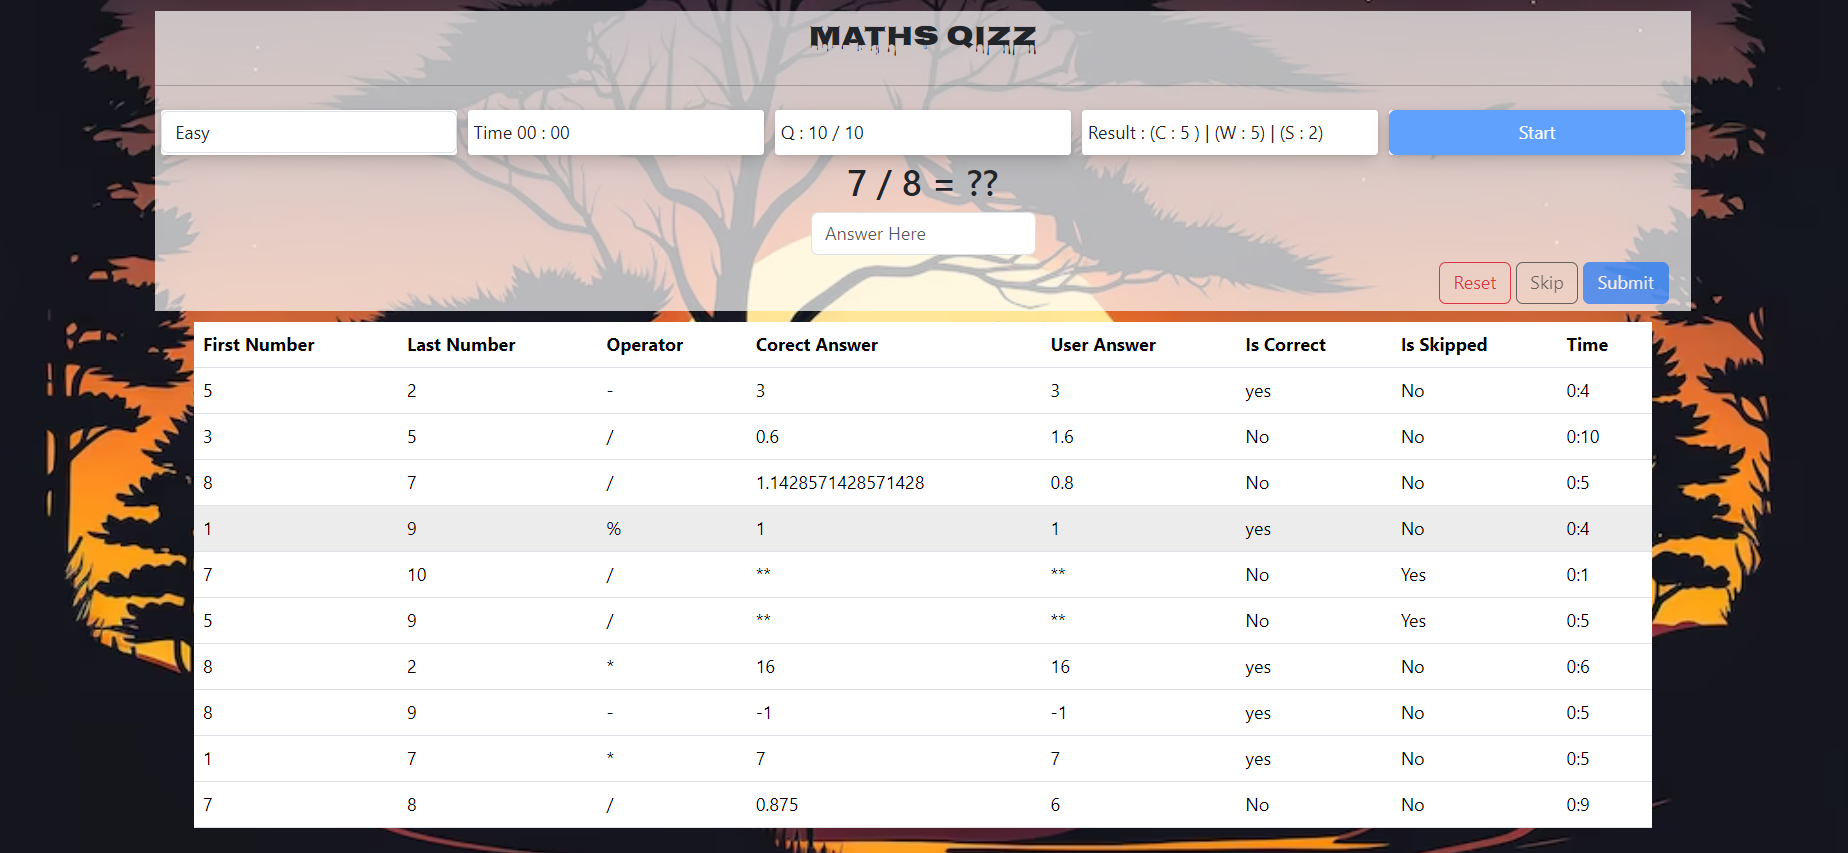 MATHS QIZZ
Easy Time 00 : 00 Q : 10 / 10 Result : (C : 5 ) | (W : 5) | (S : 2) Start
7 / 8 = ??
Answer Here
Reset Skip Submit
First Number Last Number Operator Corect Answer User Answer Is Correct Is Skipped Time
5 2 - 3 3 yes No 0:4
3 5 / 0.6 1.6 No No 0:10
8 7 / 1.1428571428571428 0.8 No No 0:5
1 9 % 1 1 yes No 0:4
7 10 / ** ** No Yes 0:1
5 9 / ** ** No Yes 0:5
8 2 * 16 16 yes No 0:6
8 9 - -1 -1 yes No 0:5
1 7 * 7 7 yes No 0:5
7 8 / 0.875 6 No No 0:9